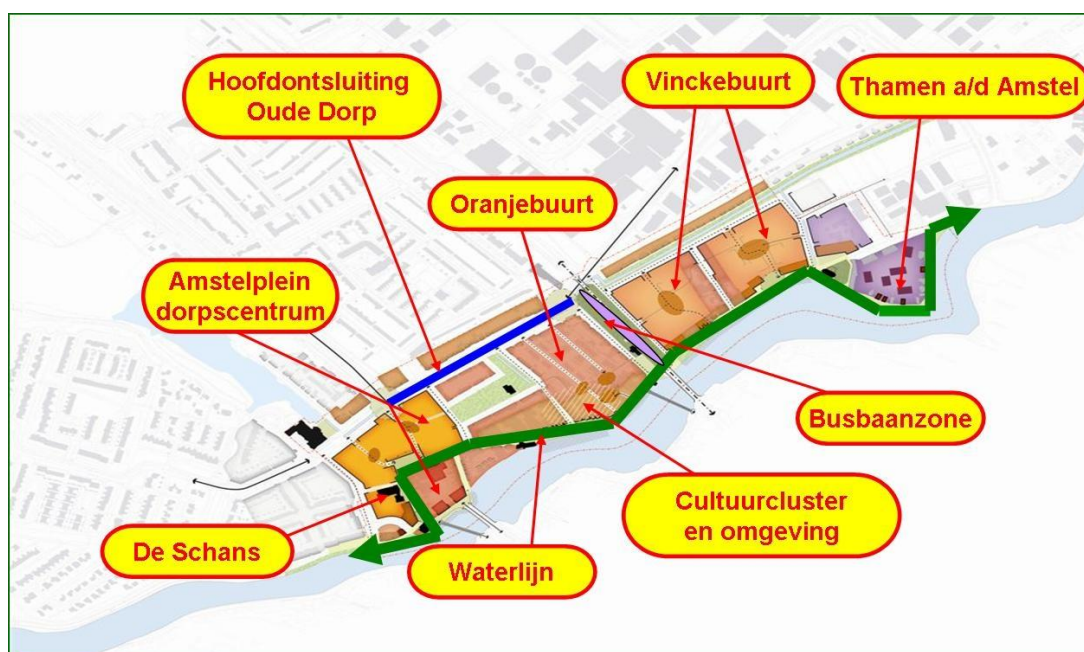 Hoofdontsluiting
Oude Dorp
Vinckebuurt
Thamen a/d Amstel
Oranjebuurt
Amstelplein
dorpscentrum
Busbaanzone
Cultuurcluster
en omgeving
De Schans
Waterlijn